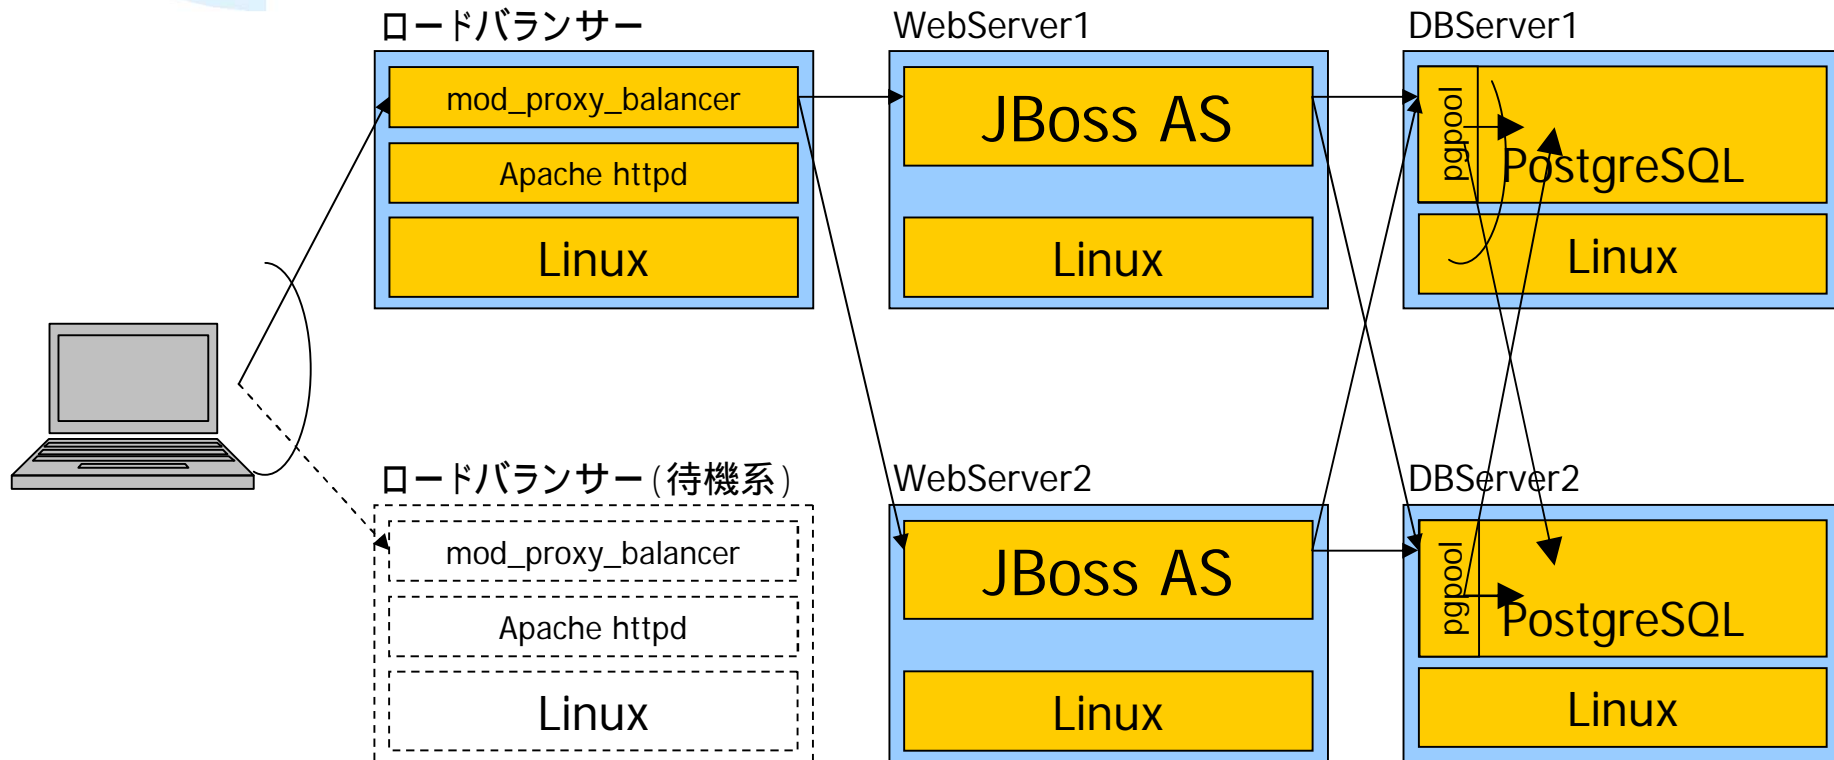 ロードバランサー
mod_proxy_balancer
Apache httpd
Linux
WebServer1
JBoss AS
Linux
DBServer1
pgpool
PostgreSQL
Linux
ロードバランサー(待機系)
mod_proxy_balancer
Apache httpd
Linux
WebServer2
JBoss AS
Linux
DBServer2
pgpool
PostgreSQL
Linux